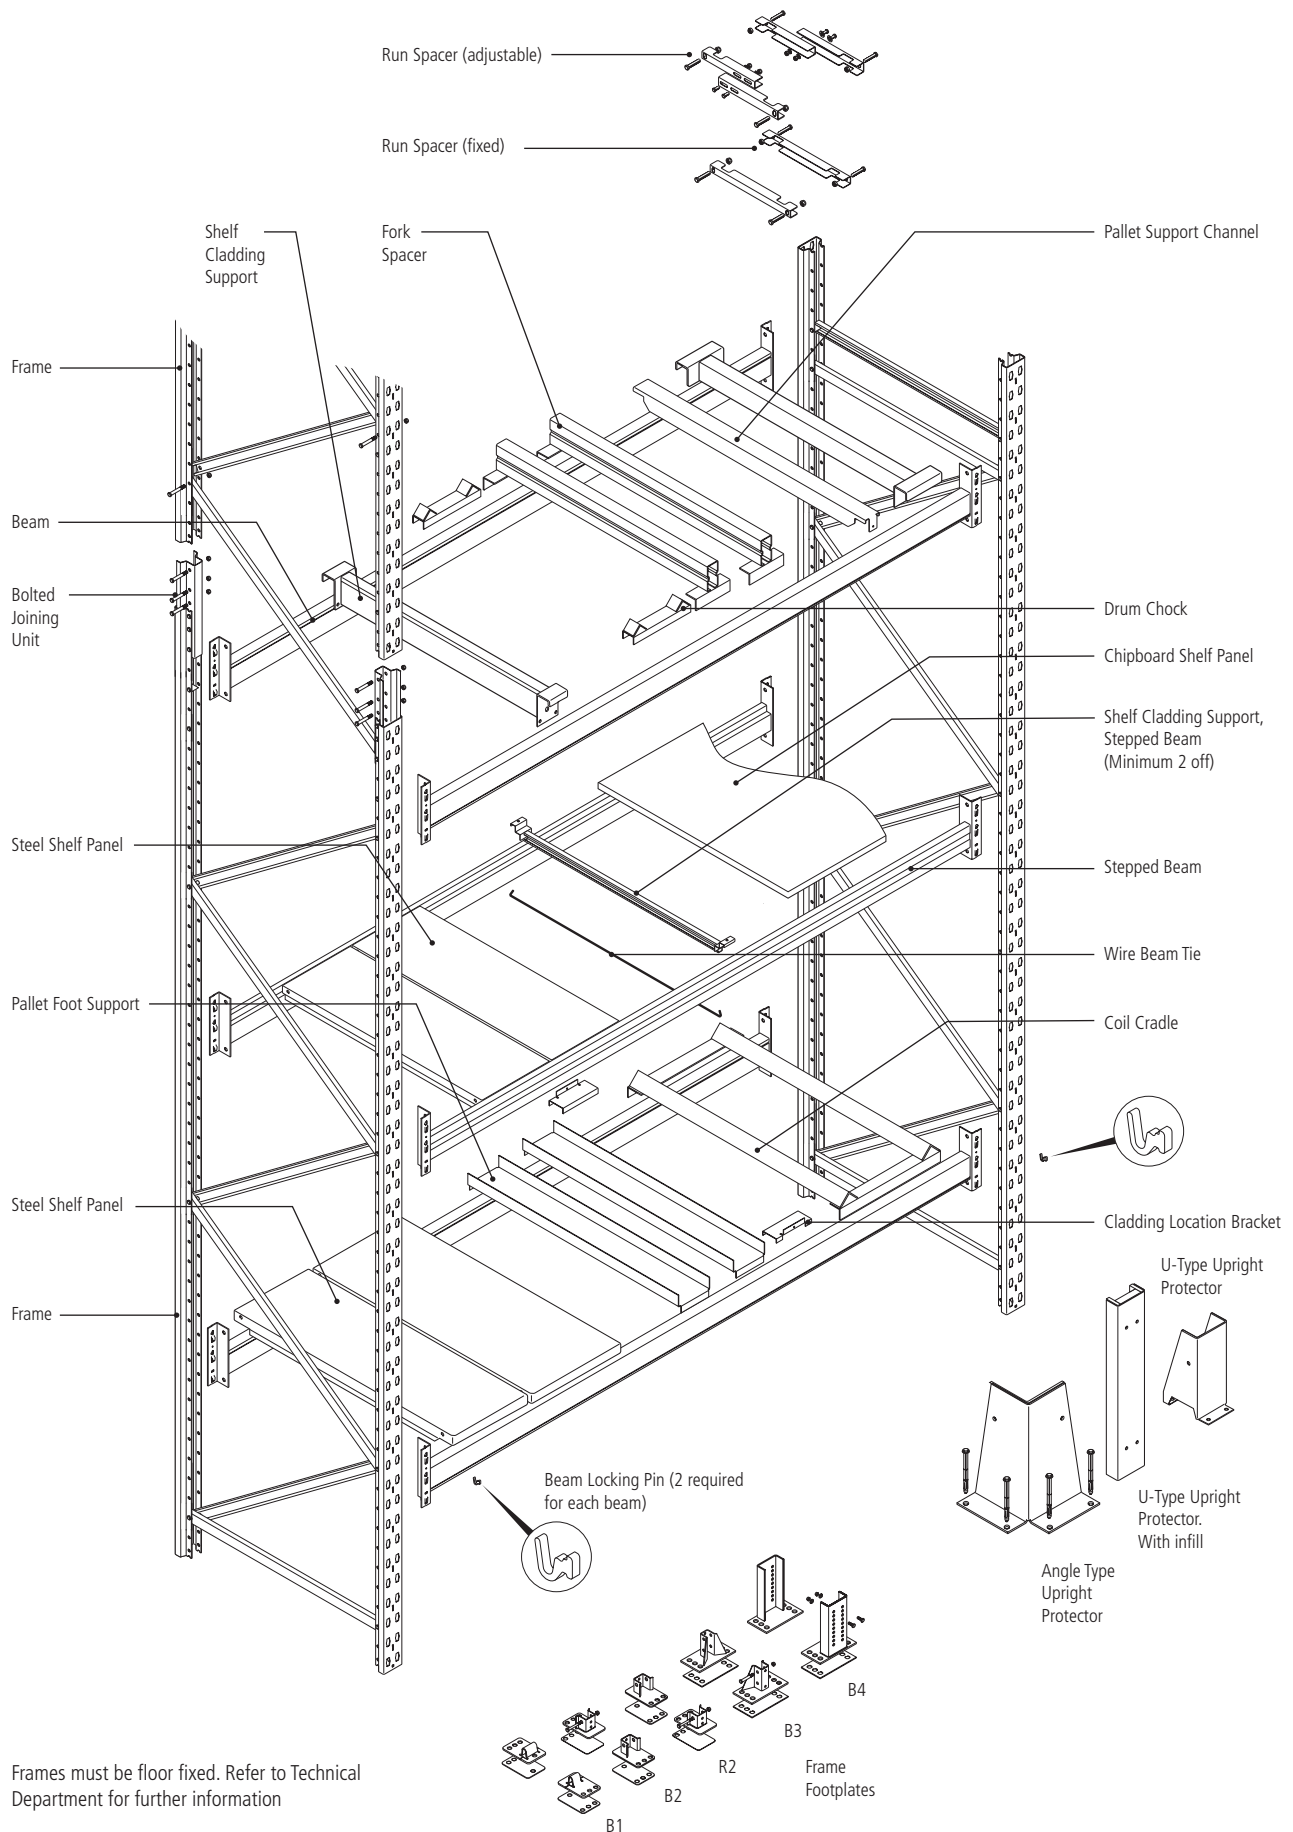 Run Spacer (adjustable)
Run Spacer (fixed)
Shelf
Cladding
Support
Fork
Spacer
Pallet Support Channel
Frame
Beam
Bolted
Joining
Unit
Drum Chock
Chipboard Shelf Panel
Shelf Cladding Support,
Stepped Beam
(Minimum 2 off)
Steel Shelf Panel
Stepped Beam
Wire Beam Tie
Pallet Foot Support
Coil Cradle
Steel Shelf Panel
Cladding Location Bracket
U-Type Upright
Protector
Frame
Beam Locking Pin (2 required
for each beam)
U-Type Upright
Protector.
With infill
Angle Type
Upright
Protector
B4
B3
R2
Frame
Footplates
B2
B1
Frames must be floor fixed. Refer to Technical
Department for further information